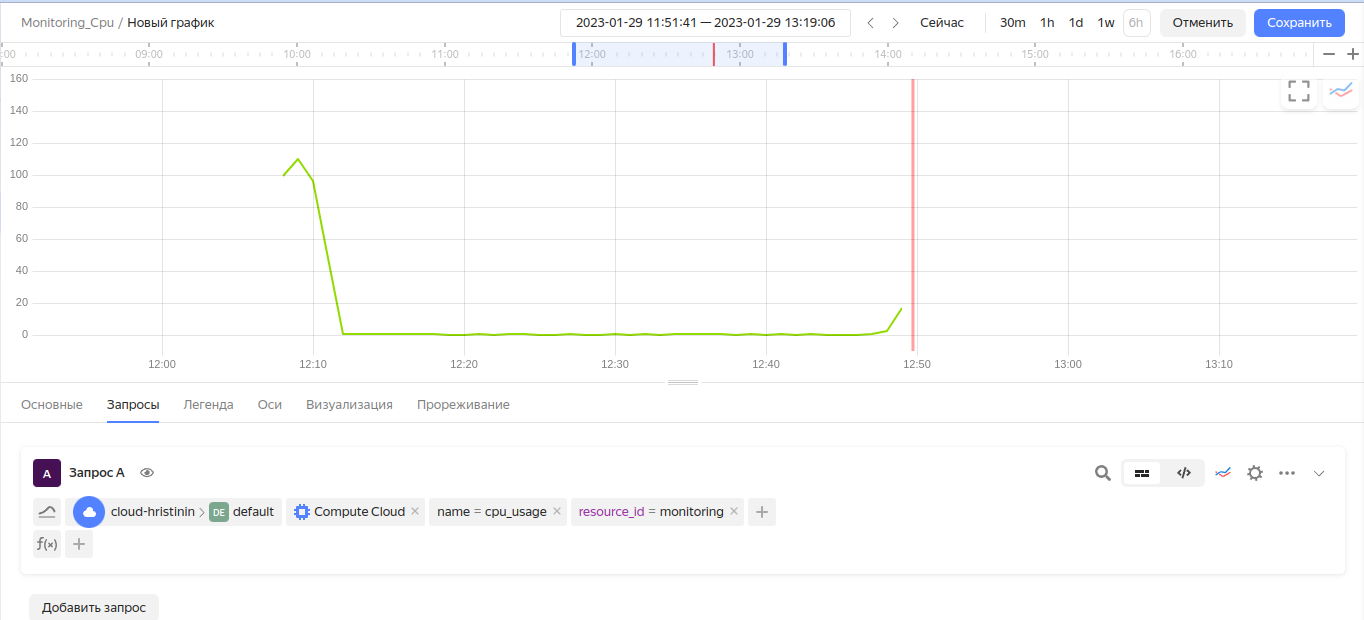 Monitoring_Cpu / Новый график
2023-01-29 11:51:41 — 2023-01-29 13:19:06
Сейчас
30m 1h 1d 1w 6h
Отменить
Сохранить
:00 09:00 10:00 11:00 12:00 13:00 14:00 15:00 16:00
160
140
120
100
80
60
40
20
0
12:00 12:10 12:20 12:30 12:40 12:50 13:00 13:10
Основные Запросы Легенда Оси Визуализация Прореживание
A Запрос A
</>
cloud-hristinin > DE default Compute Cloud × name = cpu_usage × resource_id = monitoring × +
f(x) +
Добавить запрос